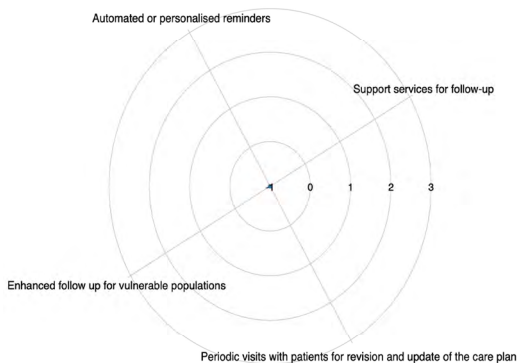 Automated or personalised reminders
Support services for follow-up
-1 0 1 2 3
Enhanced follow up for vulnerable populations
Periodic visits with patients for revision and update of the care plan